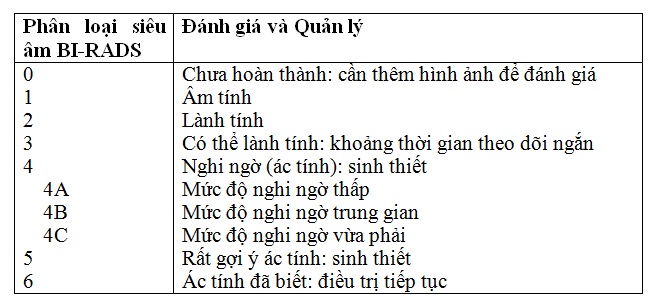 Phân loại siêu âm BI-RADS | Đánh giá và Quản lý
0 | Chưa hoàn thành: cần thêm hình ảnh để đánh giá
1 | Âm tính
2 | Lành tính
3 | Có thể lành tính: khoảng thời gian theo dõi ngắn
4 | Nghi ngờ (ác tính): sinh thiết
4A | Mức độ nghi ngờ thấp
4B | Mức độ nghi ngờ trung gian
4C | Mức độ nghi ngờ vừa phải
5 | Rất gợi ý ác tính: sinh thiết
6 | Ác tính đã biết: điều trị tiếp tục